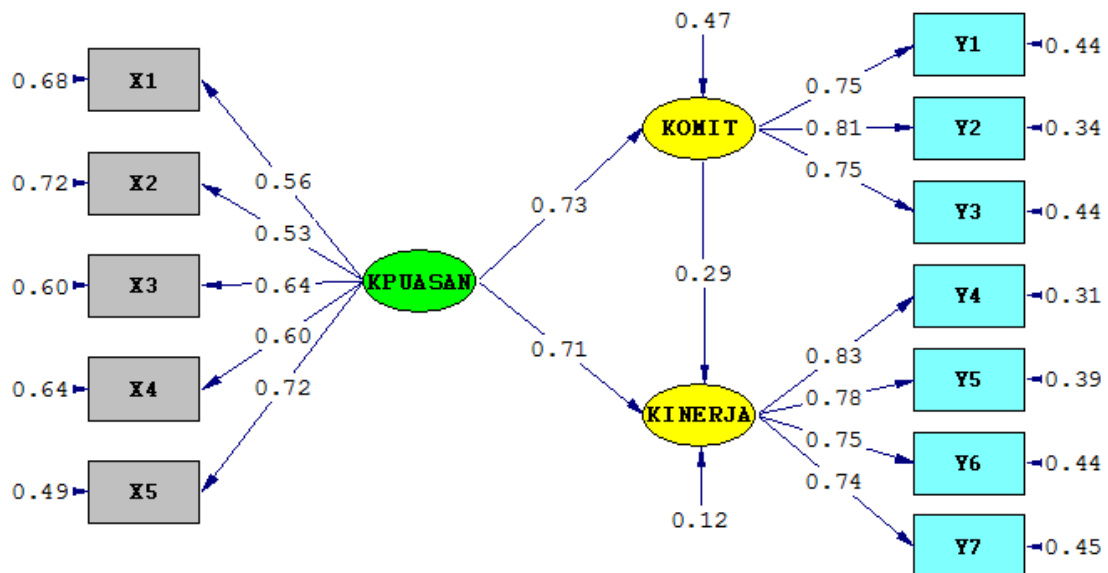 0.47
0.68 X1
Y1 0.44
0.75
KOMIT
0.81 Y2 0.34
0.72 X2
0.56
0.75
0.53
0.73
Y3 0.44
0.60 X3
0.64
KPUASAN
0.29
Y4 0.31
0.60
0.71
0.83
0.64 X4
0.72
0.78
Y5 0.39
KINERJA
0.75
Y6 0.44
0.49 X5
0.74
0.12
Y7 0.45